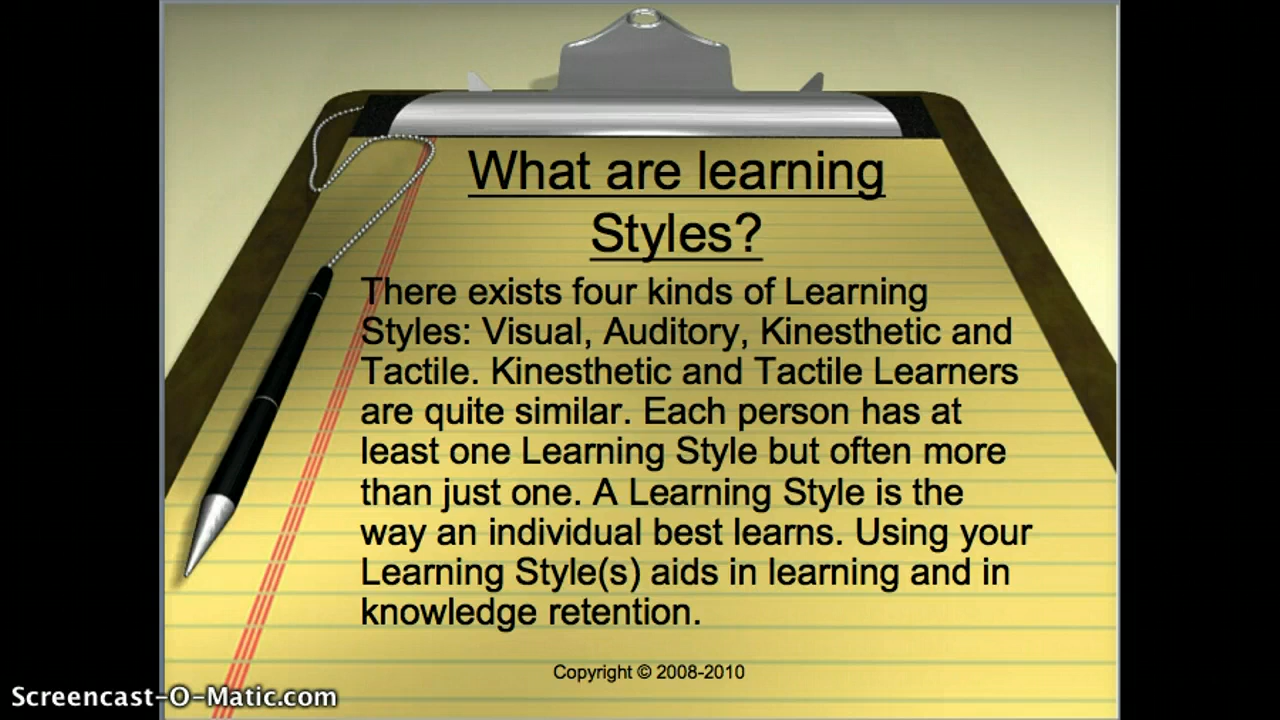 What are learning
Styles?
There exists four kinds of Learning
Styles: Visual, Auditory, Kinesthetic and
Tactile. Kinesthetic and Tactile Learners
are quite similar. Each person has at
least one Learning Style but often more
than just one. A Learning Style is the
way an individual best learns. Using your
Learning Style(s) aids in learning and in
knowledge retention.
Copyright © 2008-2010
Screencast-O-Matic.com